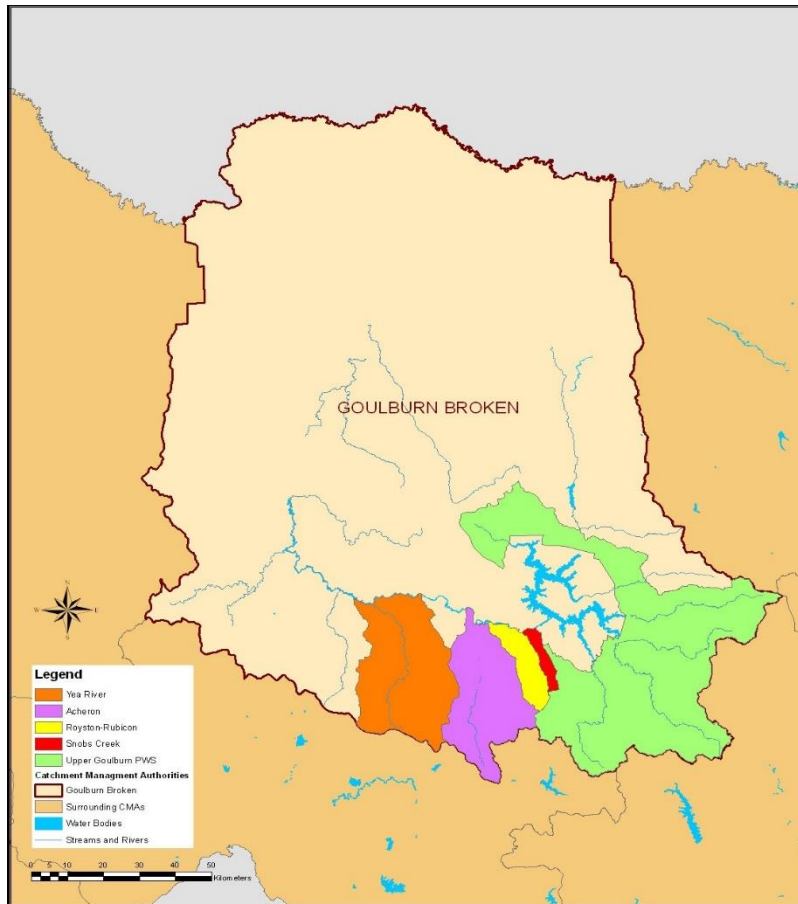 GOULBURN BROKEN
N
W E
S
Legend
Yea River
Acheron
Royston-Rubicon
Snobs Creek
Upper Goulburn PWS
Catchment Managment Authorities
Goulburn Broken
Surrounding CMAs
Water Bodies
Streams and Rivers
0 5 10 20 30 40 50
Kilometers